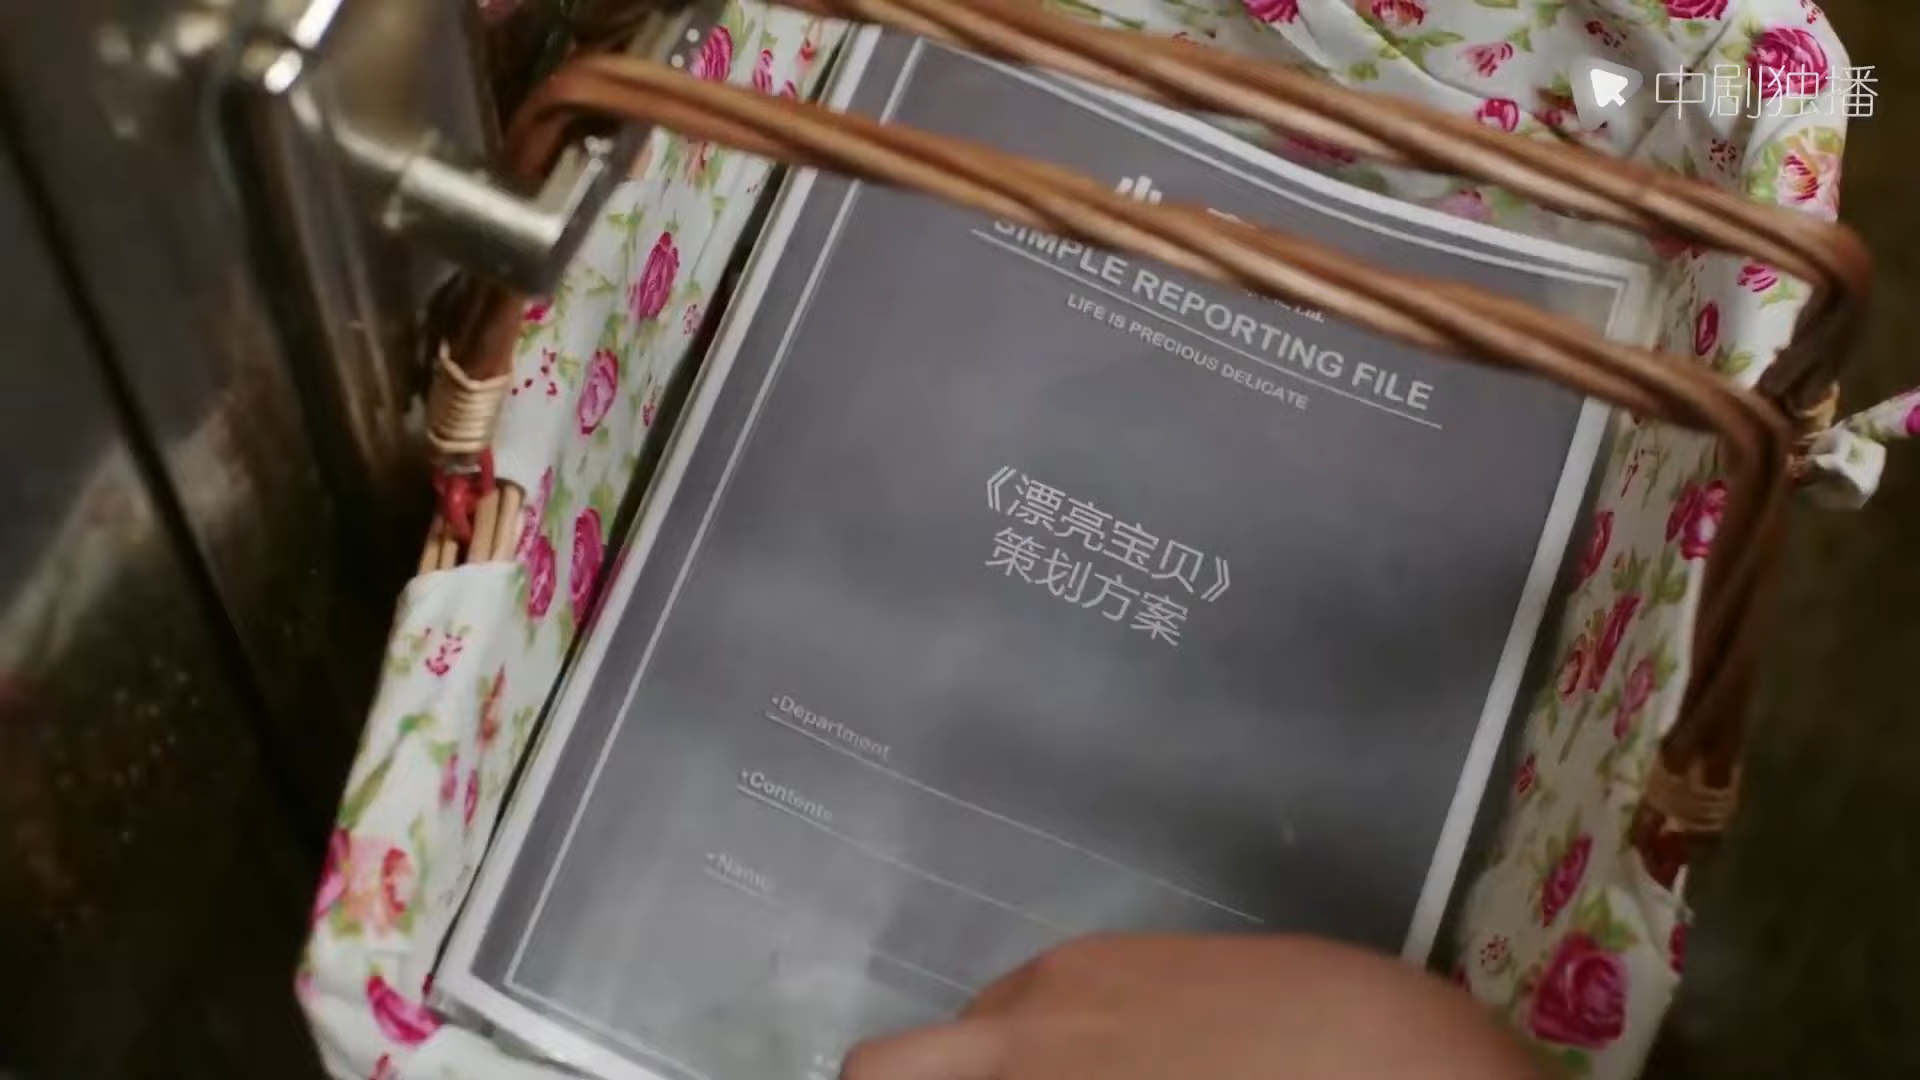 中剧独播
SIMPLE REPORTING FILE
LIFE IS PRECIOUS DELICATE
《漂亮宝贝》
策划方案
•Department
•Contents
•Name